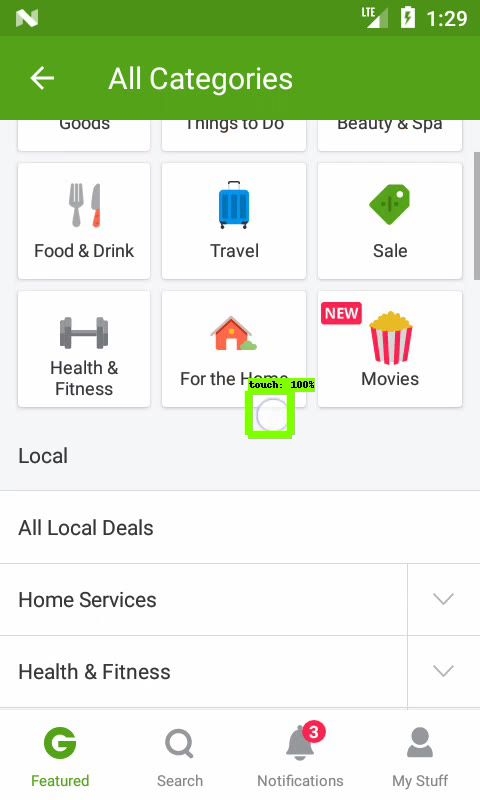 LTE 1:29
All Categories
Goods
Things to Do
Beauty & Spa
Food & Drink
Travel
Sale
NEW
Health &
Fitness
For the Home
Movies
touch: 100%
Local
All Local Deals
Home Services
Health & Fitness
3
Featured
Search
Notifications
My Stuff